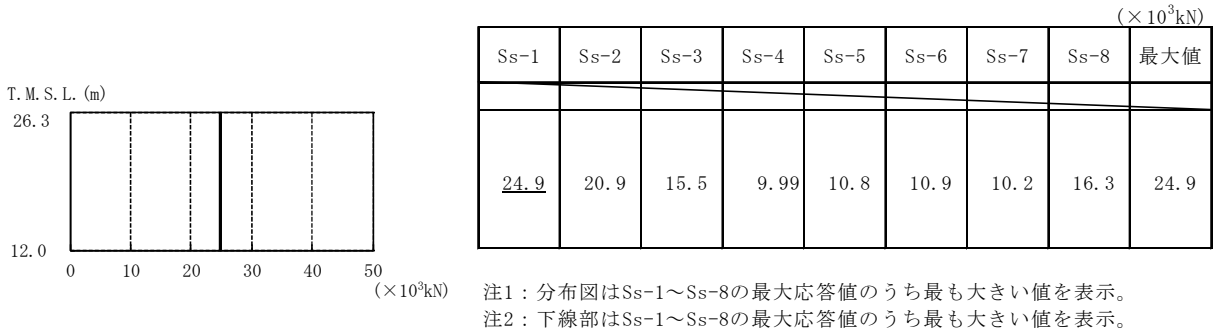 (×10³kN)
Ss-1 Ss-2 Ss-3 Ss-4 Ss-5 Ss-6 Ss-7 Ss-8 最大値
24.9 20.9 15.5 9.99 10.8 10.9 10.2 16.3 24.9
T.M.S.L.(m)
26.3
12.0
0 10 20 30 40 50
(×10³kN)
注1：分布図はSs-1～Ss-8の最大応答値のうち最も大きい値を表示。
注2：下線部はSs-1～Ss-8の最大応答値のうち最も大きい値を表示。